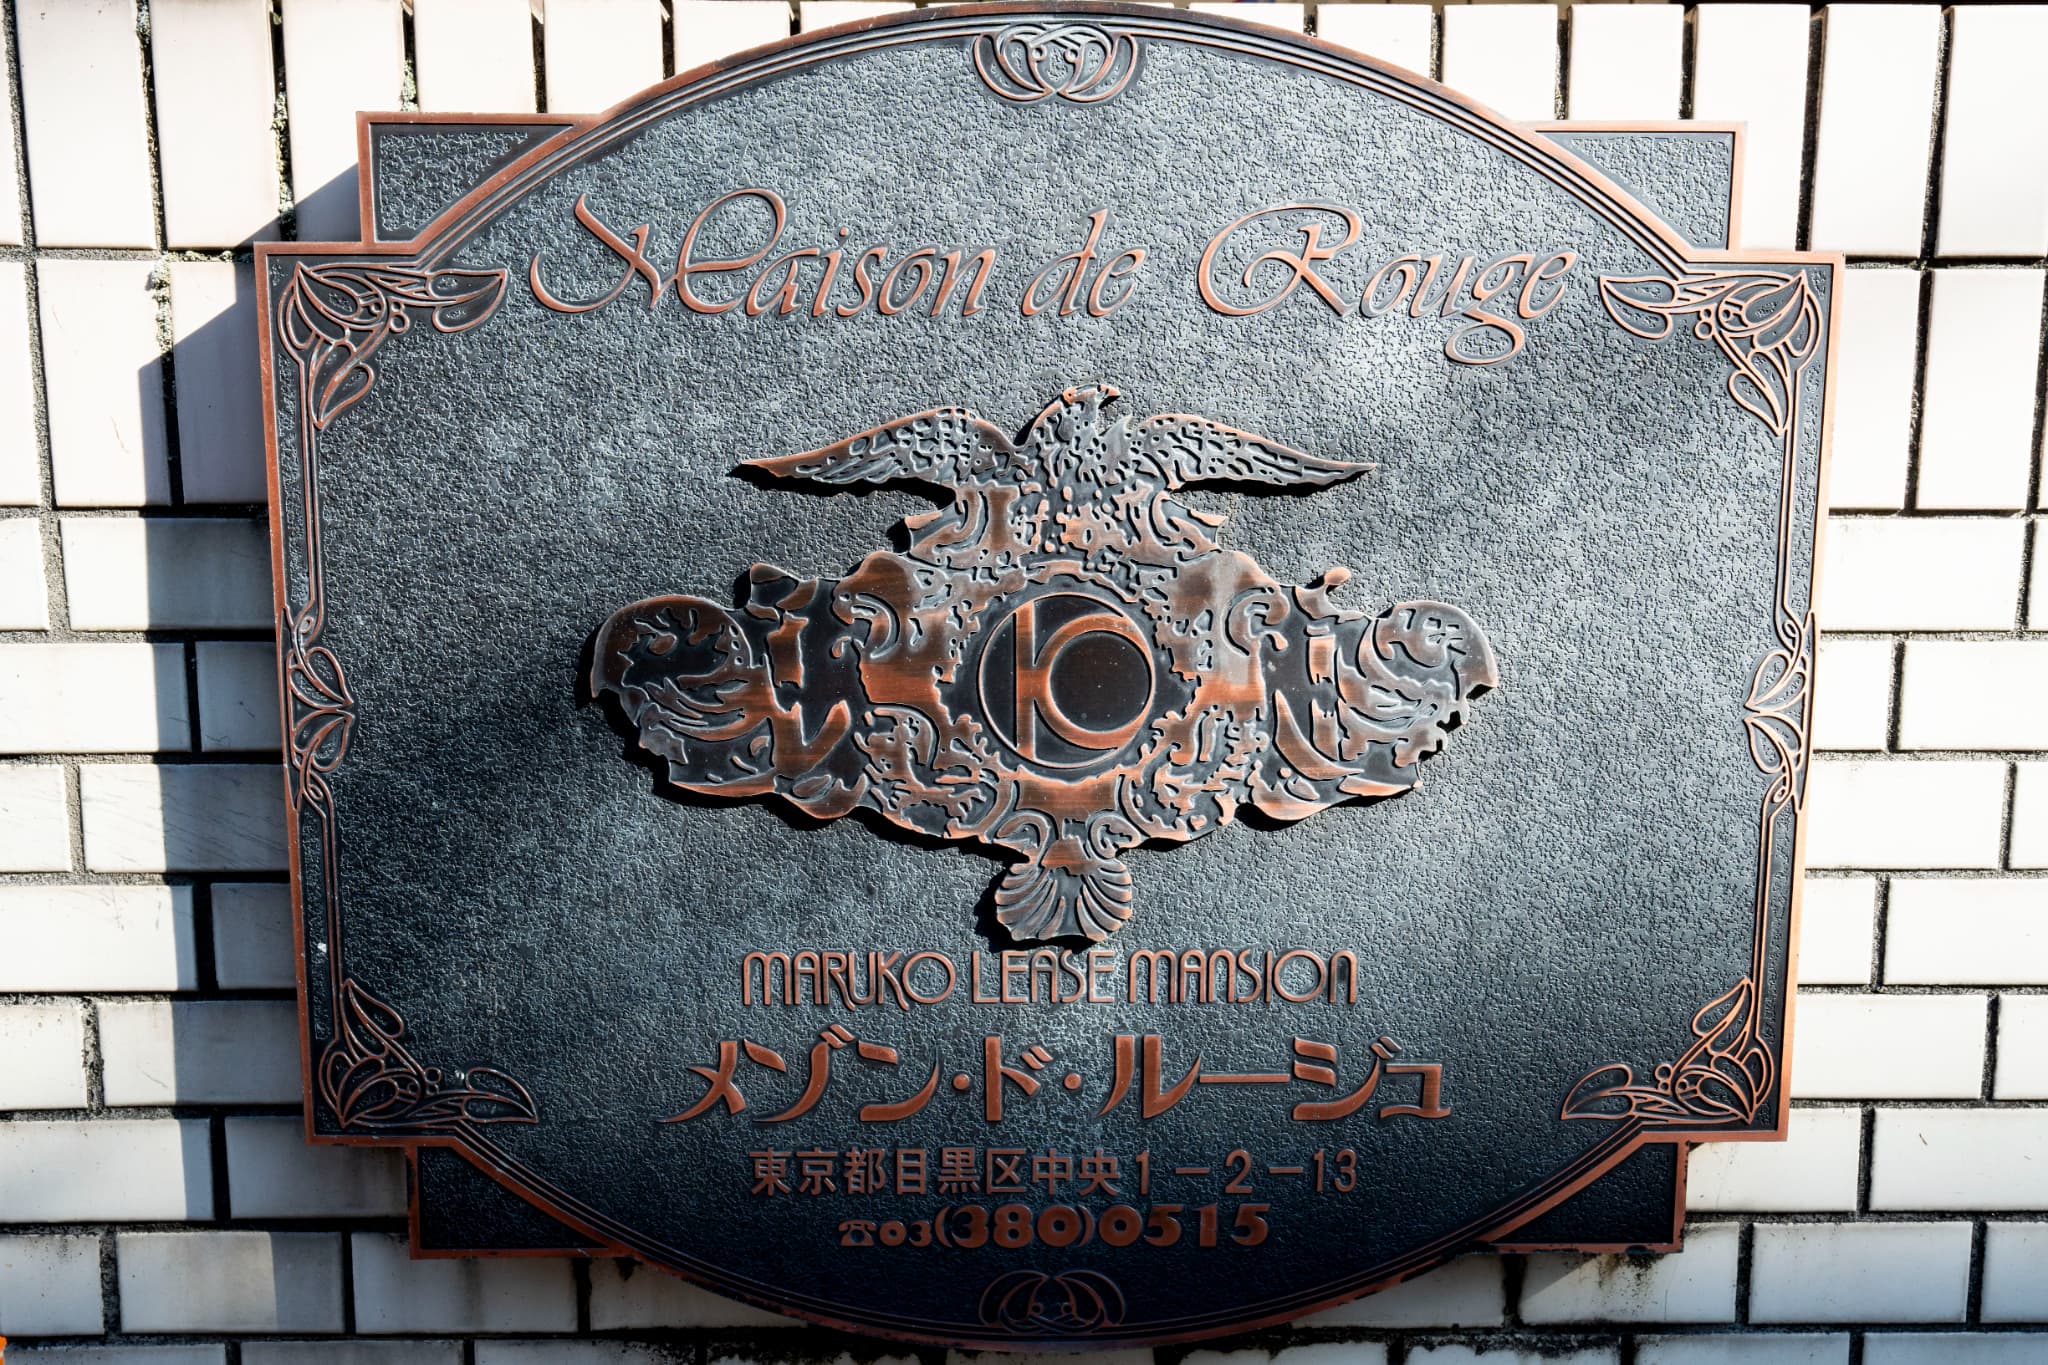 Maison de Rouge
MARUKO LEASE MANSION
メゾン・ド・ルージュ
東京都目黒区中央1－2－13
☎03(380)0515